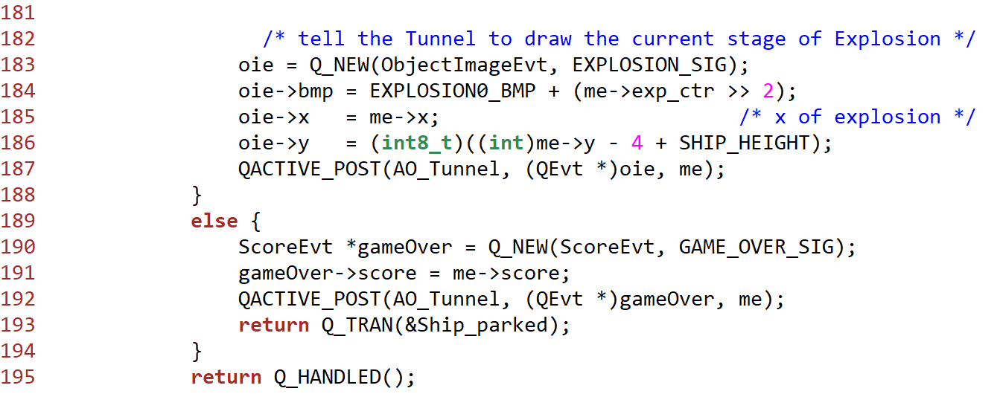 181
182                   /* tell the Tunnel to draw the current stage of Explosion */
183                 oie = Q_NEW(ObjectImageEvt, EXPLOSION_SIG);
184                 oie->bmp = EXPLOSION0_BMP + (me->exp_ctr >> 2);
185                 oie->x   = me->x;                         /* x of explosion */
186                 oie->y   = (int8_t)((int)me->y - 4 + SHIP_HEIGHT);
187                 QACTIVE_POST(AO_Tunnel, (QEvt *)oie, me);
188             }
189             else {
190                 ScoreEvt *gameOver = Q_NEW(ScoreEvt, GAME_OVER_SIG);
191                 gameOver->score = me->score;
192                 QACTIVE_POST(AO_Tunnel, (QEvt *)gameOver, me);
193                 return Q_TRAN(&Ship_parked);
194             }
195             return Q_HANDLED();